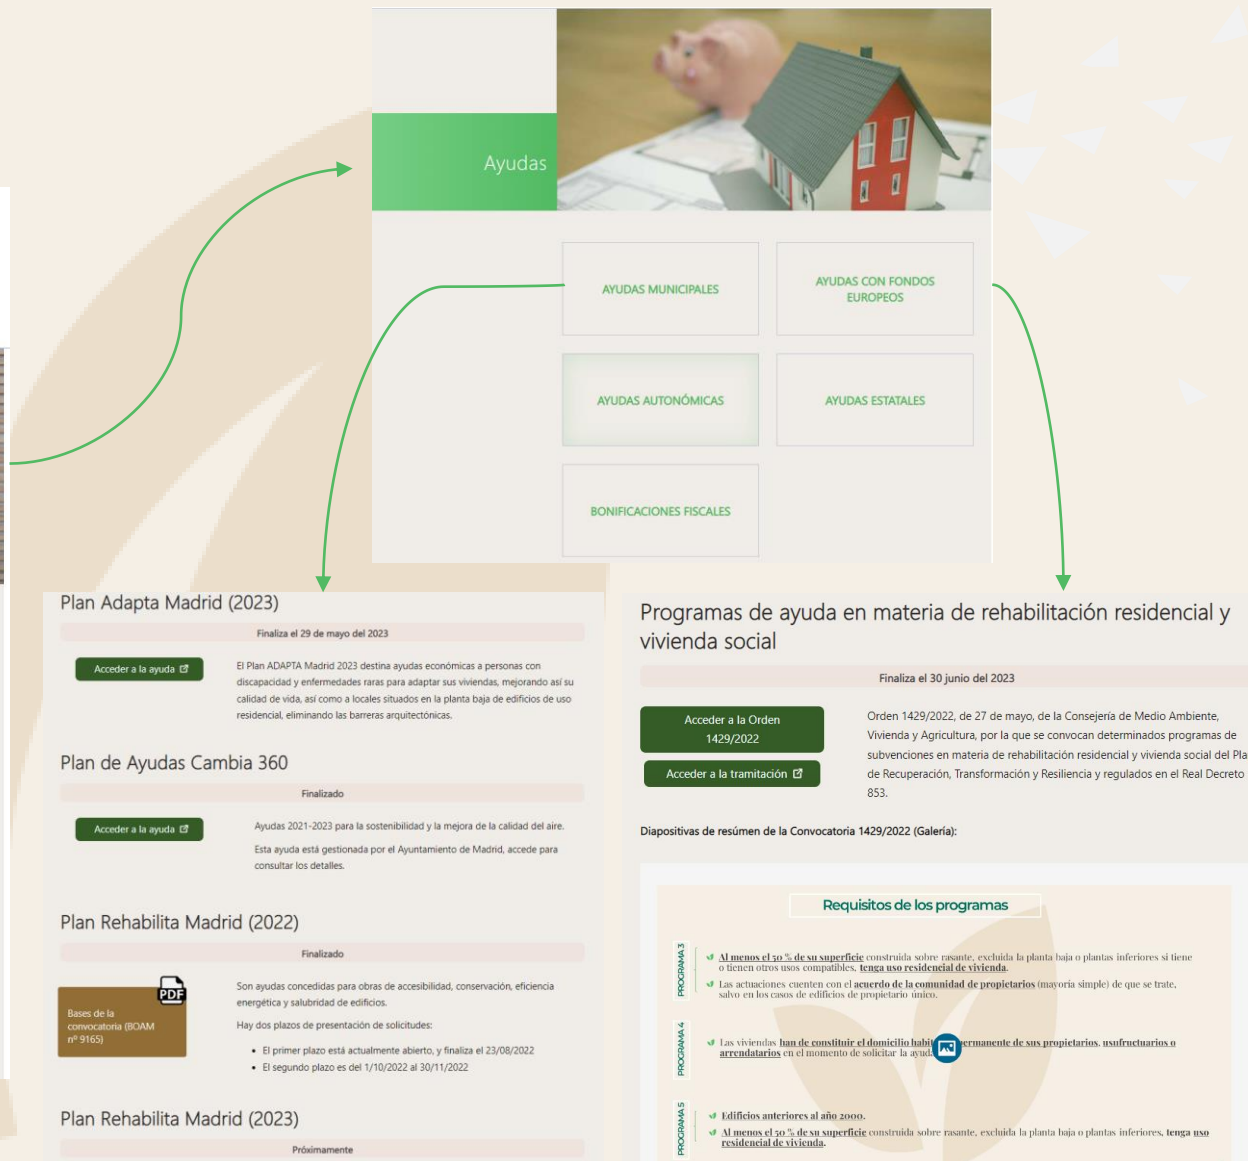 Ayudas
AYUDAS MUNICIPALES
AYUDAS CON FONDOS
EUROPEOS
AYUDAS AUTONÓMICAS
AYUDAS ESTATALES
BONIFICACIONES FISCALES
Plan Adapta Madrid (2023)
Finaliza el 29 de mayo del 2023
Acceder a la ayuda
El Plan ADAPTA Madrid 2023 destina ayudas económicas a personas con
discapacidad y enfermedades raras para adaptar sus viviendas, mejorando así su
calidad de vida, así como a locales situados en la planta baja de edificios de uso
residencial, eliminando las barreras arquitectónicas.
Plan de Ayudas Cambia 360
Finalizado
Acceder a la ayuda
Ayudas 2021-2023 para la sostenibilidad y la mejora de la calidad del aire.
Esta ayuda está gestionada por el Ayuntamiento de Madrid, accede para
consultar los detalles.
Plan Rehabilita Madrid (2022)
Finalizado
PDF
Bases de la
convocatoria (BOAM
nº 9165)
Son ayudas concedidas para obras de accesibilidad, conservación, eficiencia
energética y salubridad de edificios.
Hay dos plazos de presentación de solicitudes:
• El primer plazo está actualmente abierto, y finaliza el 23/08/2022
• El segundo plazo es del 1/10/2022 al 30/11/2022
Plan Rehabilita Madrid (2023)
Próximamente
Programas de ayuda en materia de rehabilitación residencial y
vivienda social
Finaliza el 30 junio del 2023
Acceder a la Orden
1429/2022
Acceder a la tramitación
Orden 1429/2022, de 27 de mayo, de la Consejería de Medio Ambiente,
Vivienda y Agricultura, por la que se convocan determinados programas de
subvenciones en materia de rehabilitación residencial y vivienda social del Pla
de Recuperación, Transformación y Resiliencia y regulados en el Real Decreto
853.
Diapositivas de resúmen de la Convocatoria 1429/2022 (Galería):
Requisitos de los programas
PROGRAMA 3
Al menos el 50 % de su superficie construida sobre rasante, excluida la planta baja o plantas inferiores si tiene
o tienen otros usos compatibles, tenga uso residencial de vivienda.
Las actuaciones cuenten con el acuerdo de la comunidad de propietarios (mayoría simple) de que se trate,
salvo en los casos de edificios de propietario único.
PROGRAMA 4
Las viviendas han de constituir el domicilio habit ermanente de sus propietarios, usufructuarios o
arrendatarios en el momento de solicitar la ayud
PROGRAMA 5
Edificios anteriores al año 2000.
Al menos el 50 % de su superficie construida sobre rasante, excluida la planta baja o plantas inferiores, tenga uso
residencial de vivienda.